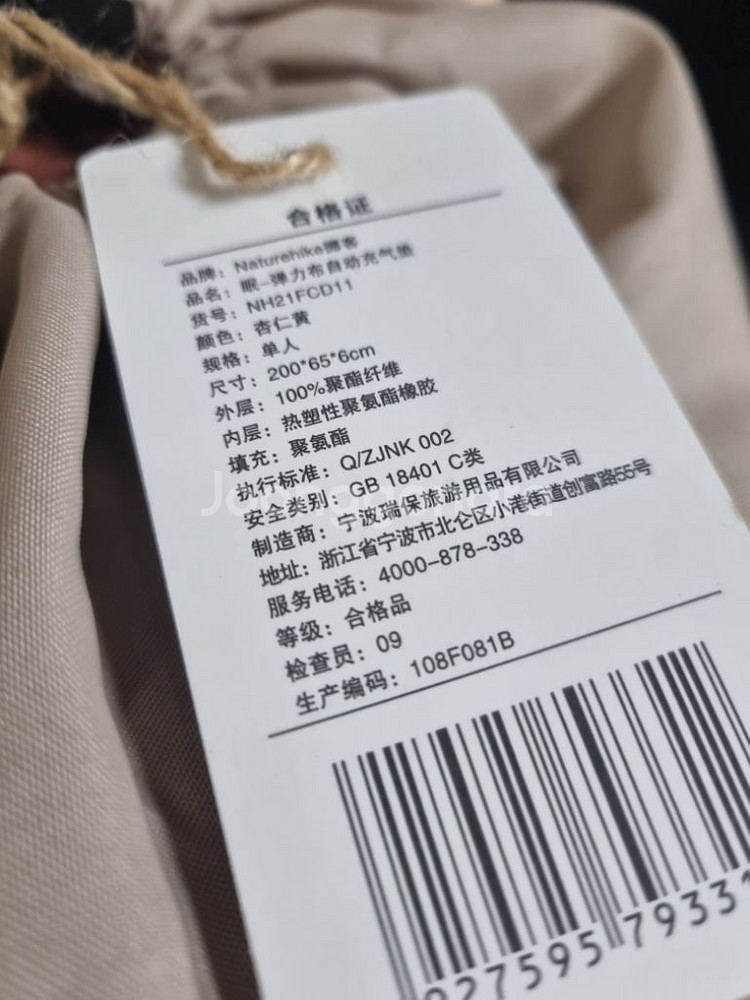 合格证
品牌：Naturehike挪客
品名：眠-弹力布自动充气垫
货号：NH21FCD11
颜色：杏仁黄
规格：单人
尺寸：200*65*6cm
外层：100%聚酯纤维
内层：热塑性聚氨酯橡胶
填充：聚氨酯
执行标准：Q/ZJNK 002
安全类别：GB 18401 C类
制造商：宁波瑞保旅游用品有限公司
地址：浙江省宁波市北仑区小港街道创富路55号
服务电话：4000-878-338
等级：合格品
检查员：09
生产编码：108F081B
927595 79331